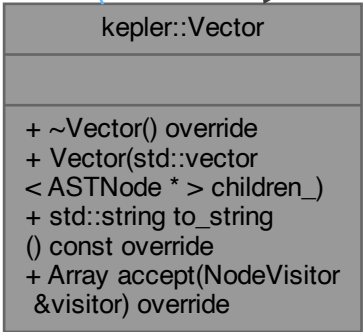 kepler::Vector
+ ~Vector() override
+ Vector(std::vector
< ASTNode * > children_)
+ std::string to_string
() const override
+ Array accept(NodeVisitor
&visitor) override